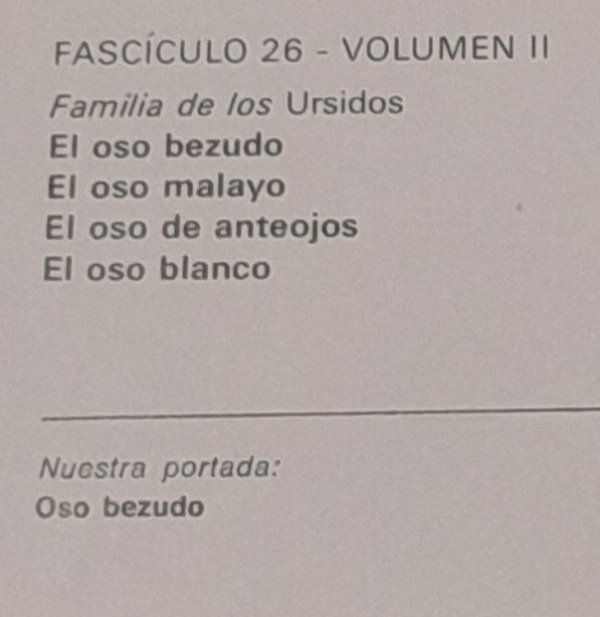 FASCÍCULO 26 - VOLUMEN II
Familia de los Ursidos
El oso bezudo
El oso malayo
El oso de anteojos
El oso blanco
Nuestra portada:
Oso bezudo